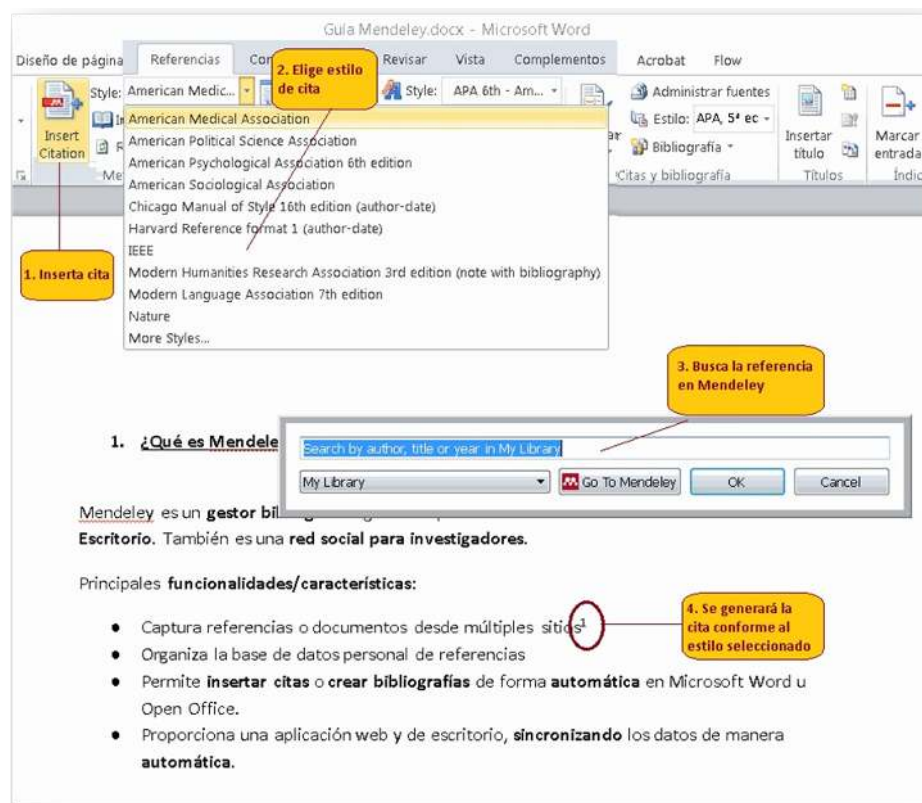 Guía Mendeley.docx - Microsoft Word
Diseño de página Referencias Revisar Vista Complementos Acrobat Flow
2. Elige estilo
de cita
Style: American Medic...
Style: APA 6th - Am...
Administrar fuentes
Estilo: APA, 5ª ec
Bibliografía
Citas y bibliografía
Insert
Citation
Insertar
título
Títulos
Marcar
entrada
American Medical Association
American Political Science Association
American Psychological Association 6th edition
American Sociological Association
Chicago Manual of Style 16th edition (author-date)
Harvard Reference format 1 (author-date)
IEEE
Modern Humanities Research Association 3rd edition (note with bibliography)
Modern Language Association 7th edition
Nature
More Styles...
1. Inserta cita
3. Busca la referencia
en Mendeley
1. ¿Qué es Mendele
Search by author, title or year in My Library
My Library Go To Mendeley OK Cancel
Mendeley es un gestor
Escritorio. También es una red social para investigadores.
Principales funcionalidades/características:
● Captura referencias o documentos desde múltiples sitios¹
4. Se generará la
cita conforme al
estilo seleccionado
● Organiza la base de datos personal de referencias
● Permite insertar citas o crear bibliografías de forma automática en Microsoft Word u
Open Office.
● Proporciona una aplicación web y de escritorio, sincronizando los datos de manera
automática.